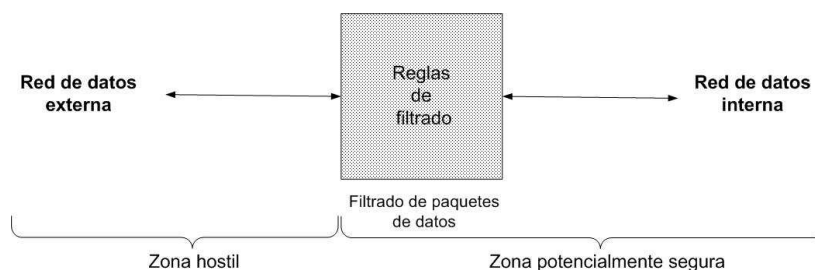 Red de datos
externa
Reglas
de
filtrado
Red de datos
interna
Filtrado de paquetes
de datos
Zona hostil
Zona potencialmente segura